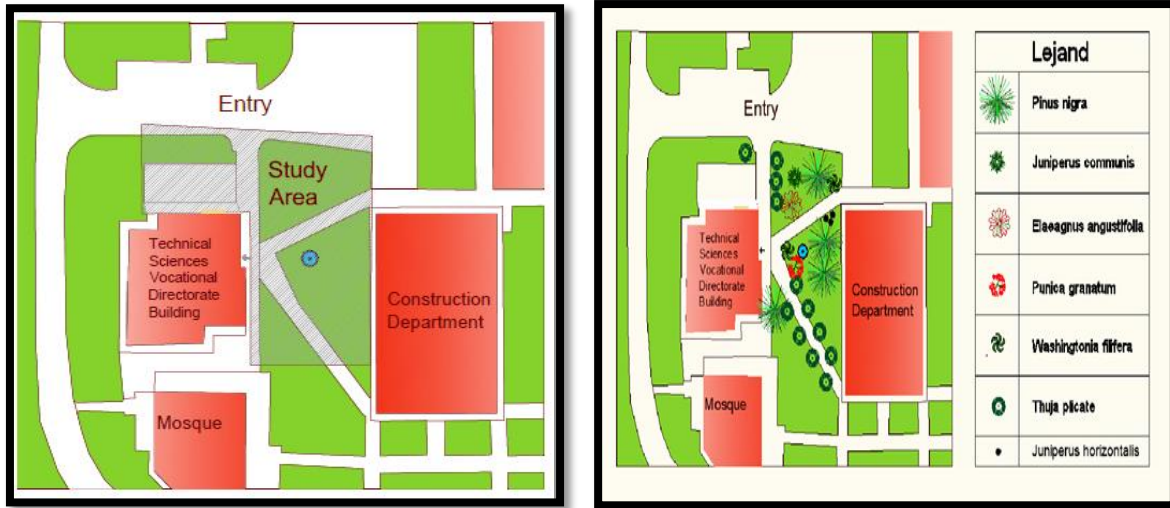 Entry
Study
Area
Technical
Sciences
Vocational
Directorate
Building
Construction
Department
Mosque
Entry
Technical
Sciences
Vocational
Directorate
Building
Construction
Department
Mosque
Lejand
Pinus nigra
Juniperus communis
Elaeagnus angustifolia
Punica granatum
Washingtonia filifera
Thuja plicate
Juniperus horizontalis